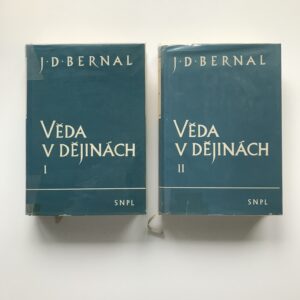 J·D·BERNAL
VĚDA
V DĚJINÁCH
I
SNPL
J·D·BERNAL
VĚDA
V DĚJINÁCH
II
SNPL